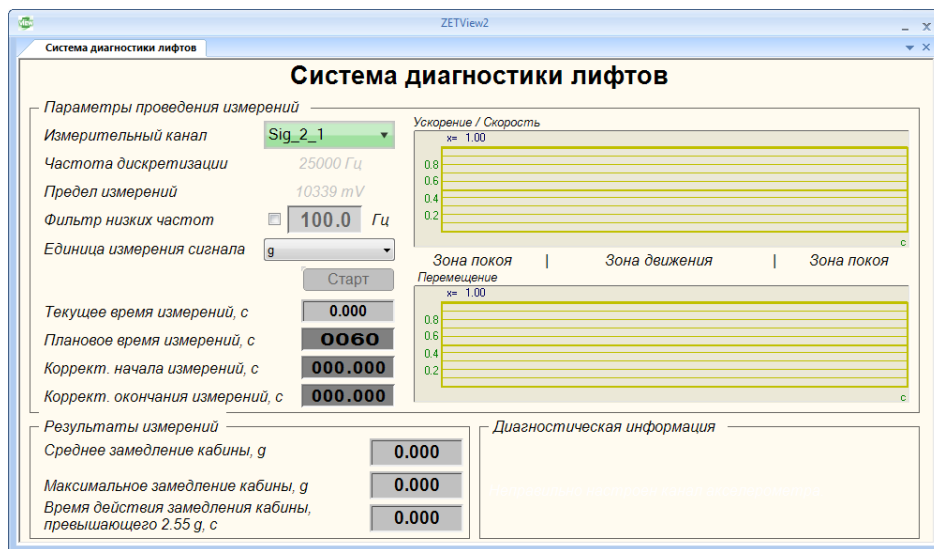 ZETView2
Система диагностики лифтов
Система диагностики лифтов
Параметры проведения измерений
Измерительный канал Sig_2_1
Частота дискретизации 25000 Гц
Предел измерений 10339 mV
Фильтр низких частот 100.0 Гц
Единица измерения сигнала g
Старт
Текущее время измерений, с 0.000
Плановое время измерений, с 0060
Коррект. начала измерений, с 000.000
Коррект. окончания измерений, с 000.000
Ускорение / Скорость
x= 1.00
0.8
0.6
0.4
0.2
с
Зона покоя | Зона движения | Зона покоя
Перемещение
x= 1.00
0.8
0.6
0.4
0.2
с
Результаты измерений
Среднее замедление кабины, g 0.000
Максимальное замедление кабины, g 0.000
Время действия замедления кабины,
превышающего 2.55 g, с 0.000
Диагностическая информация